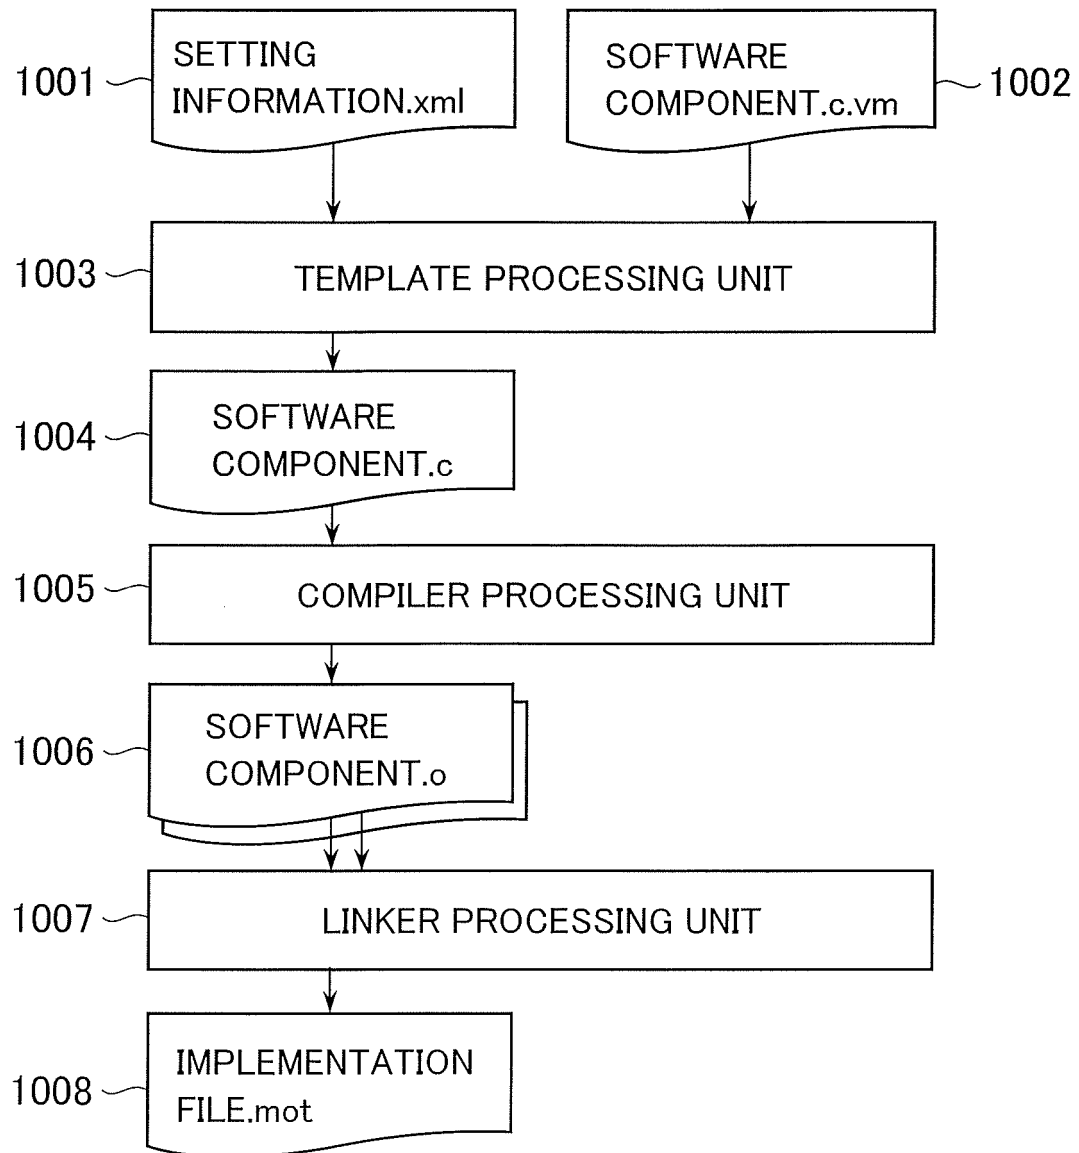 1001
SETTING
INFORMATION.xml
SOFTWARE
COMPONENT.c.vm
1002
1003
TEMPLATE PROCESSING UNIT
1004
SOFTWARE
COMPONENT.c
1005
COMPILER PROCESSING UNIT
1006
SOFTWARE
COMPONENT.o
1007
LINKER PROCESSING UNIT
1008
IMPLEMENTATION
FILE.mot